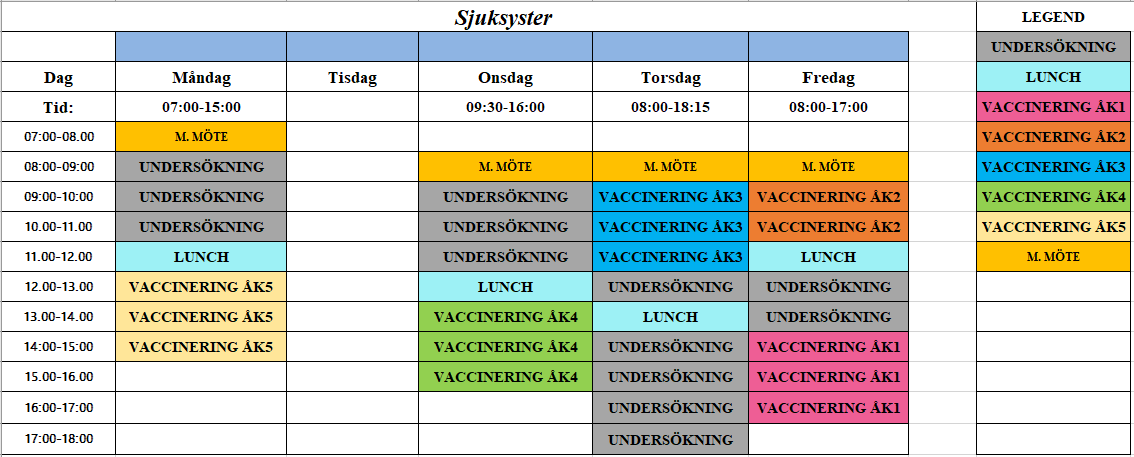 Sjuksyster LEGEND
UNDERSÖKNING
Dag Måndag Tisdag Onsdag Torsdag Fredag LUNCH
Tid: 07:00-15:00 09:30-16:00 08:00-18:15 08:00-17:00 VACCINERING ÅK1
07:00-08.00 M. MÖTE VACCINERING ÅK2
08:00-09:00 UNDERSÖKNING M. MÖTE M. MÖTE M. MÖTE VACCINERING ÅK3
09:00-10:00 UNDERSÖKNING UNDERSÖKNING VACCINERING ÅK3 VACCINERING ÅK2 VACCINERING ÅK4
10.00-11.00 UNDERSÖKNING UNDERSÖKNING VACCINERING ÅK3 VACCINERING ÅK2 VACCINERING ÅK5
11.00-12.00 LUNCH UNDERSÖKNING VACCINERING ÅK3 LUNCH M. MÖTE
12.00-13.00 VACCINERING ÅK5 LUNCH UNDERSÖKNING UNDERSÖKNING
13.00-14.00 VACCINERING ÅK5 VACCINERING ÅK4 LUNCH UNDERSÖKNING
14:00-15:00 VACCINERING ÅK5 VACCINERING ÅK4 UNDERSÖKNING VACCINERING ÅK1
15.00-16.00 VACCINERING ÅK4 UNDERSÖKNING VACCINERING ÅK1
16:00-17:00 UNDERSÖKNING VACCINERING ÅK1
17:00-18:00 UNDERSÖKNING